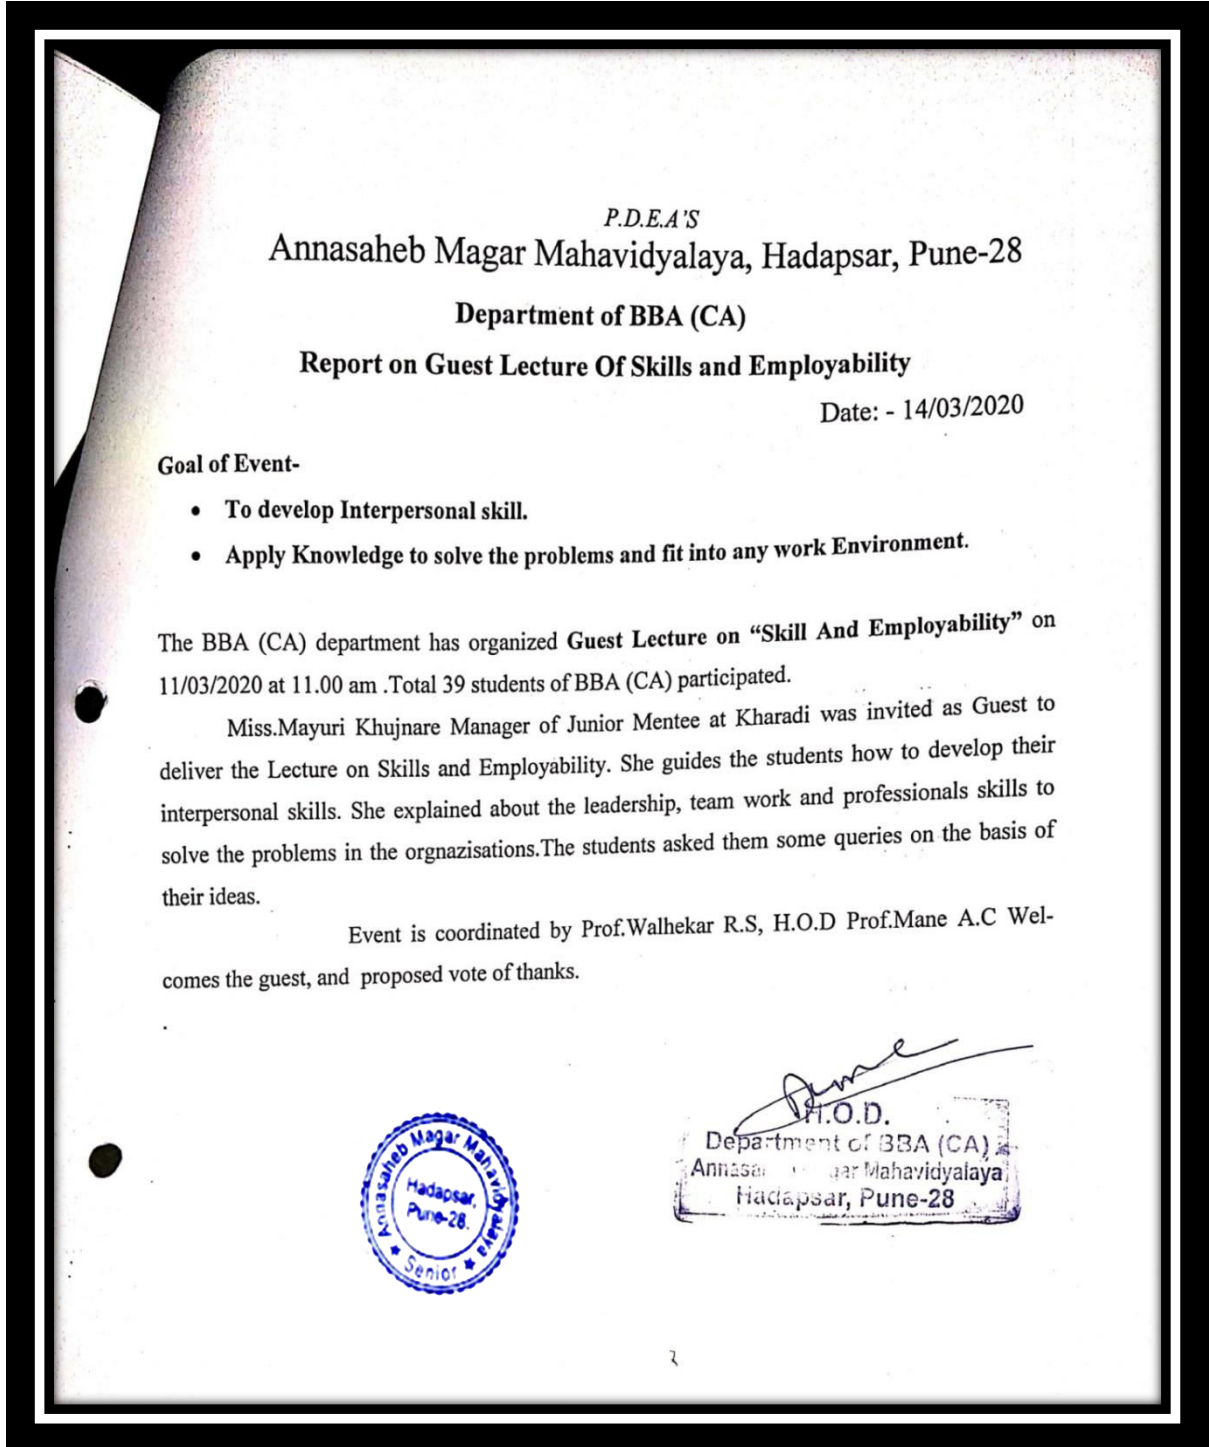 P.D.E.A'S
Annasaheb Magar Mahavidyalaya, Hadapsar, Pune-28
Department of BBA (CA)
Report on Guest Lecture Of Skills and Employability
Date: - 14/03/2020
Goal of Event-
• To develop Interpersonal skill.
• Apply Knowledge to solve the problems and fit into any work Environment.
The BBA (CA) department has organized Guest Lecture on “Skill And Employability” on
11/03/2020 at 11.00 am .Total 39 students of BBA (CA) participated.
Miss.Mayuri Khujnare Manager of Junior Mentee at Kharadi was invited as Guest to
deliver the Lecture on Skills and Employability. She guides the students how to develop their
interpersonal skills. She explained about the leadership, team work and professionals skills to
solve the problems in the orgnazisations.The students asked them some queries on the basis of
their ideas.
Event is coordinated by Prof.Walhekar R.S, H.O.D Prof.Mane A.C Wel-
comes the guest, and proposed vote of thanks.
.
H.O.D.
Department of BBA (CA)
Mahavidyalaya
Hadapsar, Pune-28
Annasaheb Magar Mahavidyalaya
Hadapsar,
Pune-28.
★ Senior ★